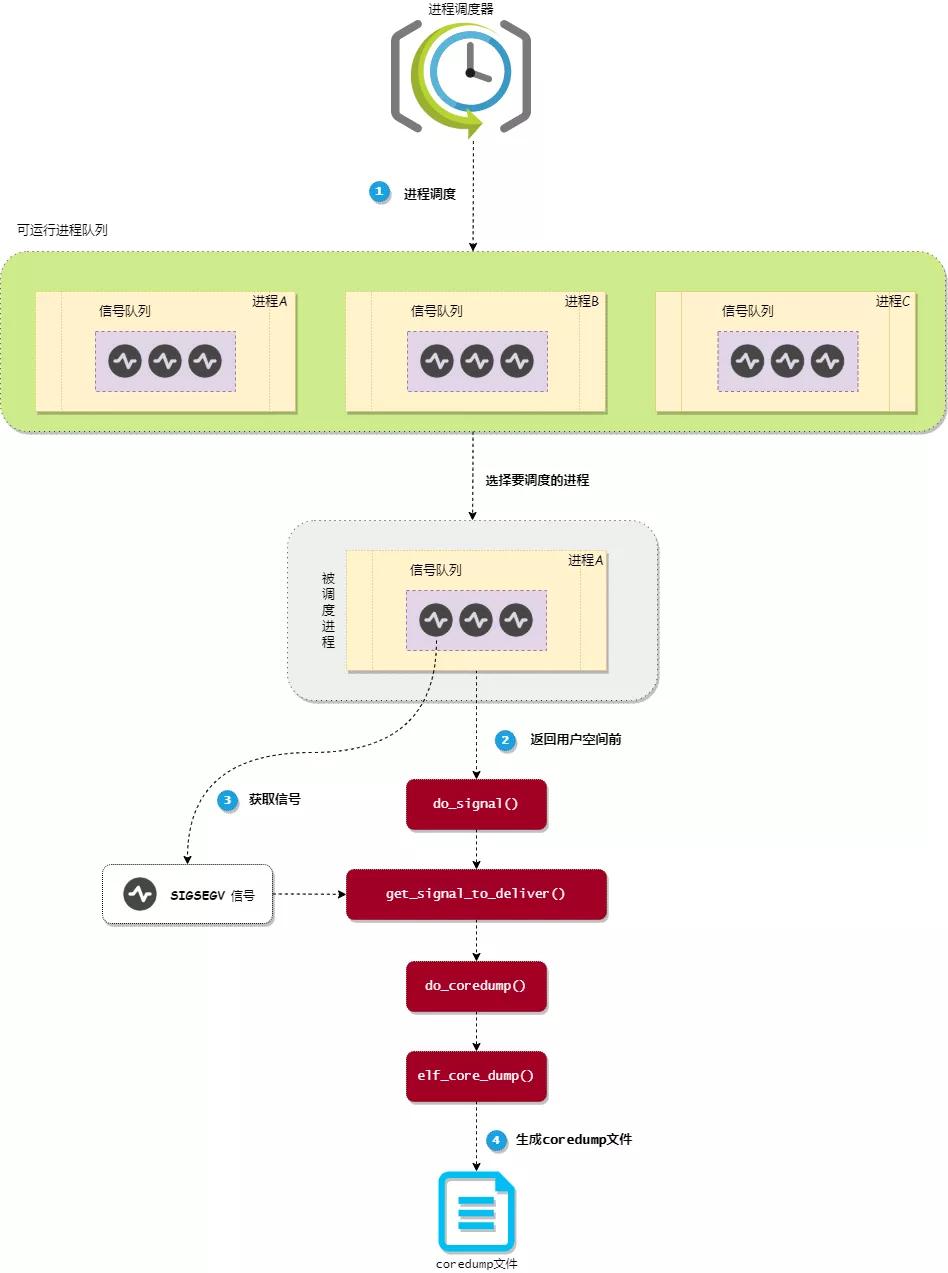 进程调度器
1 进程调度
可运行进程队列
进程A
信号队列
进程B
信号队列
进程C
信号队列
选择要调度的进程
被调度进程
进程A
信号队列
2 返回用户空间前
3 获取信号
do_signal()
SIGSEGV 信号
get_signal_to_deliver()
do_coredump()
elf_core_dump()
4 生成coredump文件
coredump文件